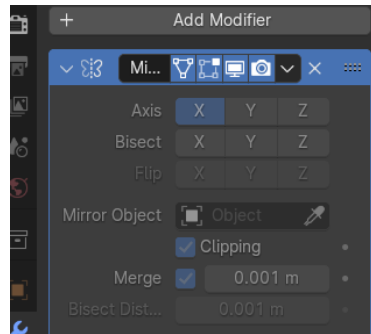 + Add Modifier
Mi...
Axis X Y Z
Bisect X Y Z
Flip X Y Z
Mirror Object Object
Clipping
Merge 0.001 m
Bisect Dist... 0.001 m